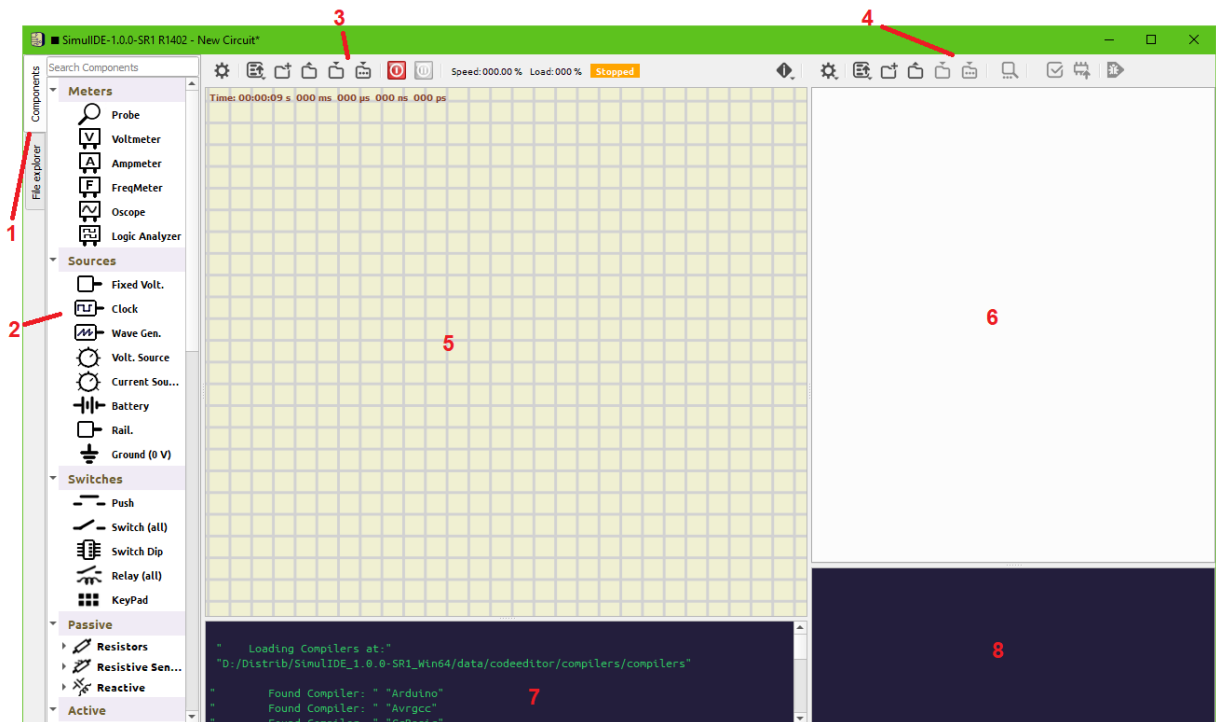 3
4
SimulIDE-1.0.0-SR1 R1402 - New Circuit*
Components
File explorer
Search Components
Speed:000.00 % Load:000 % Stopped
Time: 00:00:09 s 000 ms 000 µs 000 ns 000 ps
Meters
Probe
V Voltmeter
A Ampmeter
F FreqMeter
Oscope
Logic Analyzer
1
Sources
Fixed Volt.
Clock
2
Wave Gen.
Volt. Source
Current Sou...
Battery
Rail.
Ground (0 V)
Switches
Push
Switch (all)
Switch Dip
Relay (all)
KeyPad
Passive
Resistors
Resistive Sen...
Reactive
Active
5
6
"    Loading Compilers at:"
"D:/Distrib/SimulIDE_1.0.0-SR1_Win64/data/codeeditor/compilers/compilers"
"        Found Compiler: " "Arduino"
"        Found Compiler: " "Avrgcc"
7
8